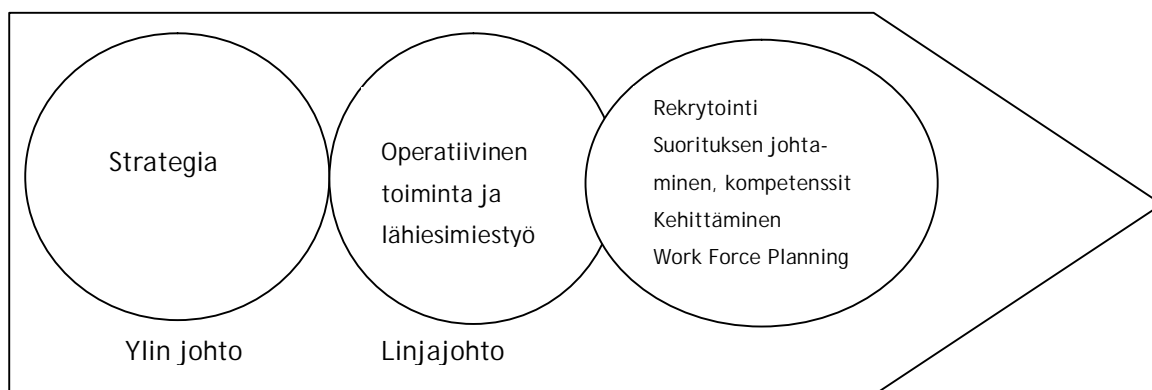 Strategia
Operatiivinen
toiminta ja
lähiesimiestyö
Rekrytointi
Suorituksen johta-
minen, kompetenssit
Kehittäminen
Work Force Planning
Ylin johto
Linjajohto